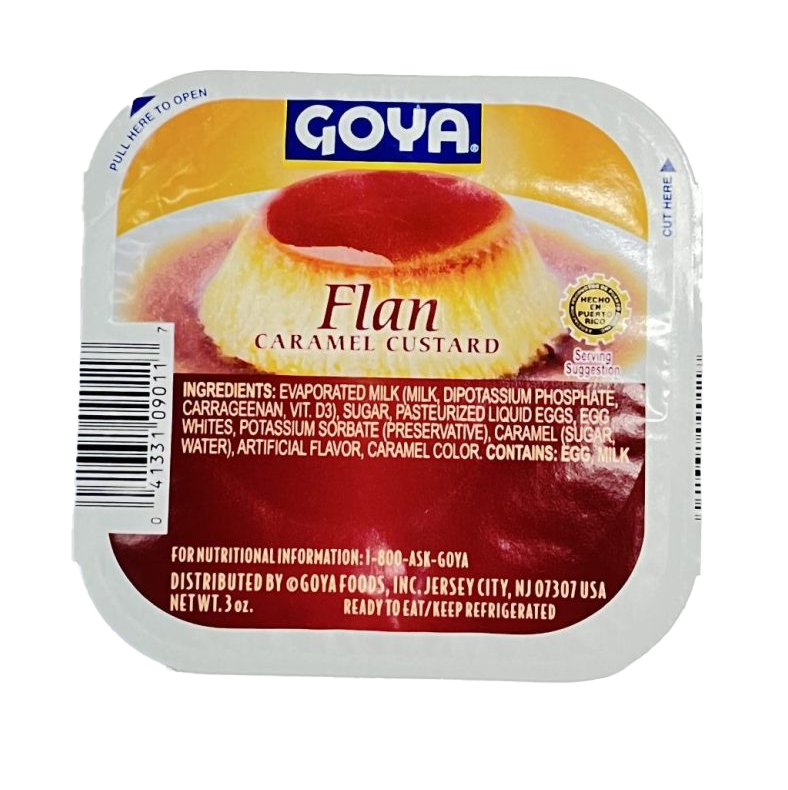 PULL HERE TO OPEN
GOYA®
CUT HERE
Flan
CARAMEL CUSTARD
HECHO
EN
PUERTO
RICO
Serving
Suggestion
INGREDIENTS: EVAPORATED MILK (MILK, DIPOTASSIUM PHOSPHATE,
CARRAGEENAN, VIT. D3), SUGAR, PASTEURIZED LIQUID EGGS, EGG
WHITES, POTASSIUM SORBATE (PRESERVATIVE), CARAMEL (SUGAR,
WATER), ARTIFICIAL FLAVOR, CARAMEL COLOR. CONTAINS: EGG, MILK
0 41331 09011 7
FOR NUTRITIONAL INFORMATION: 1-800-ASK-GOYA
DISTRIBUTED BY ©GOYA FOODS, INC. JERSEY CITY, NJ 07307 USA
NET WT. 3 oz. READY TO EAT/KEEP REFRIGERATED